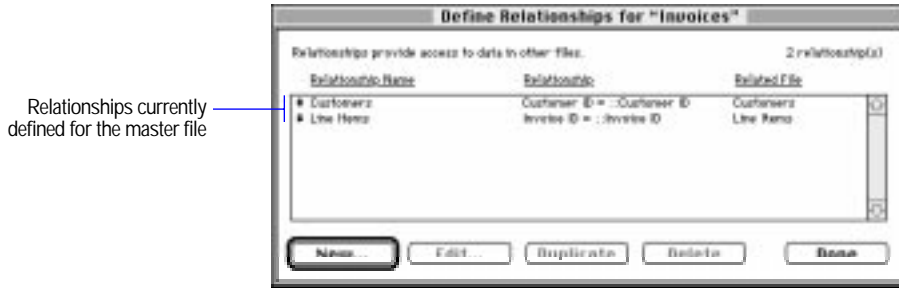 Define Relationships for "Invoices"
Relationships provide access to data in other files. 2 relationship(s)
Relationship Name Relationship Related File
Relationships currently
defined for the master file
Customers Customer ID = ::Customer ID Customers
Line Items Invoice ID = ::Invoice ID Line Items
New... Edit... Duplicate Delete Done